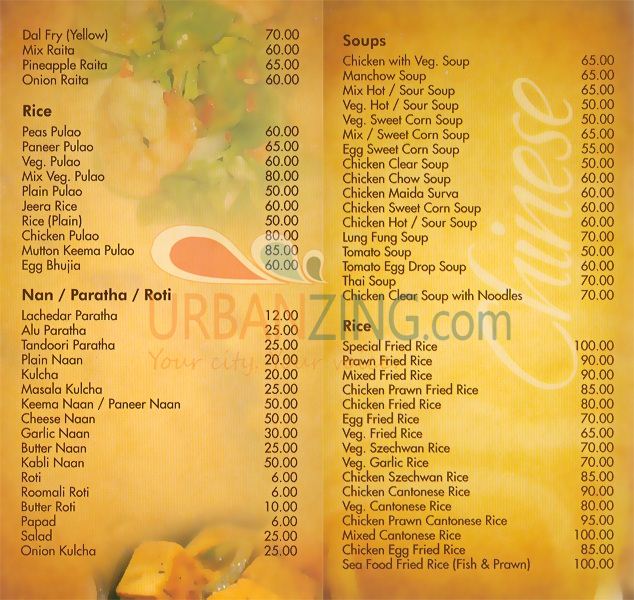 Dal Fry (Yellow) 70.00
Mix Raita 60.00
Pineapple Raita 65.00
Onion Raita 60.00
Rice
Peas Pulao 60.00
Paneer Pulao 65.00
Veg. Pulao 60.00
Mix Veg. Pulao 80.00
Plain Pulao 50.00
Jeera Rice 60.00
Rice (Plain) 50.00
Chicken Pulao 80.00
Mutton Keema Pulao 85.00
Egg Bhujia 60.00
Nan / Paratha / Roti
Lachedar Paratha 12.00
Alu Paratha 25.00
Tandoori Paratha 25.00
Plain Naan 20.00
Kulcha 20.00
Masala Kulcha 25.00
Keema Naan / Paneer Naan 50.00
Cheese Naan 50.00
Garlic Naan 30.00
Butter Naan 25.00
Kabli Naan 50.00
Roti 6.00
Roomali Roti 6.00
Butter Roti 10.00
Papad 6.00
Salad 25.00
Onion Kulcha 25.00
Chinese
Soups
Chicken with Veg. Soup 65.00
Manchow Soup 65.00
Mix Hot / Sour Soup 65.00
Veg. Hot / Sour Soup 50.00
Veg. Sweet Corn Soup 50.00
Mix / Sweet Corn Soup 65.00
Egg Sweet Corn Soup 55.00
Chicken Clear Soup 50.00
Chicken Chow Soup 60.00
Chicken Maida Surva 60.00
Chicken Sweet Corn Soup 60.00
Chicken Hot / Sour Soup 60.00
Lung Fung Soup 70.00
Tomato Soup 50.00
Tomato Egg Drop Soup 60.00
Thai Soup 70.00
Chicken Clear Soup with Noodles 70.00
Rice
Special Fried Rice 100.00
Prawn Fried Rice 90.00
Mixed Fried Rice 90.00
Chicken Prawn Fried Rice 85.00
Chicken Fried Rice 80.00
Egg Fried Rice 70.00
Veg. Fried Rice 65.00
Veg. Szechwan Rice 70.00
Veg. Garlic Rice 70.00
Chicken Szechwan Rice 85.00
Chicken Cantonese Rice 90.00
Veg. Cantonese Rice 80.00
Chicken Prawn Cantonese Rice 95.00
Mixed Cantonese Rice 100.00
Chicken Egg Fried Rice 85.00
Sea Food Fried Rice (Fish & Prawn) 100.00
URBANZING.com
Your city. Your